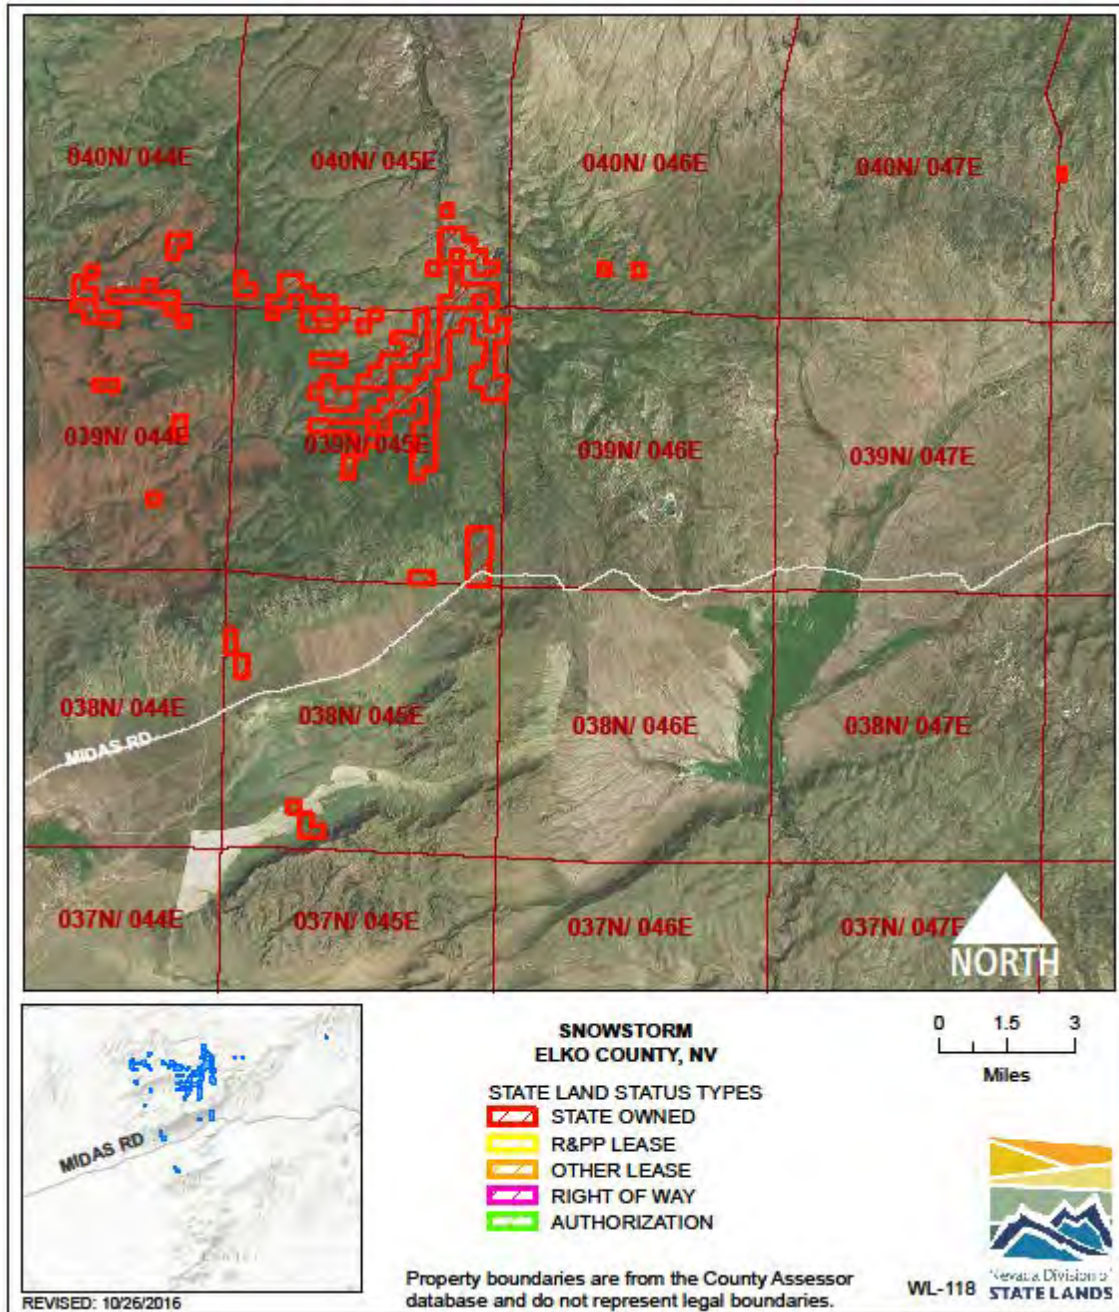 040N/ 044E
040N/ 045E
040N/ 046E
040N/ 047E
039N/ 044E
039N/ 045E
039N/ 046E
039N/ 047E
038N/ 044E
038N/ 045E
038N/ 046E
038N/ 047E
MIDAS RD
037N/ 044E
037N/ 045E
037N/ 046E
037N/ 047E
NORTH
MIDAS RD
REVISED: 10/26/2016
SNOWSTORM
ELKO COUNTY, NV
STATE LAND STATUS TYPES
STATE OWNED
R&PP LEASE
OTHER LEASE
RIGHT OF WAY
AUTHORIZATION
Property boundaries are from the County Assessor
database and do not represent legal boundaries.
0 1.5 3
Miles
WL-118
Nevada Division of
STATE LANDS